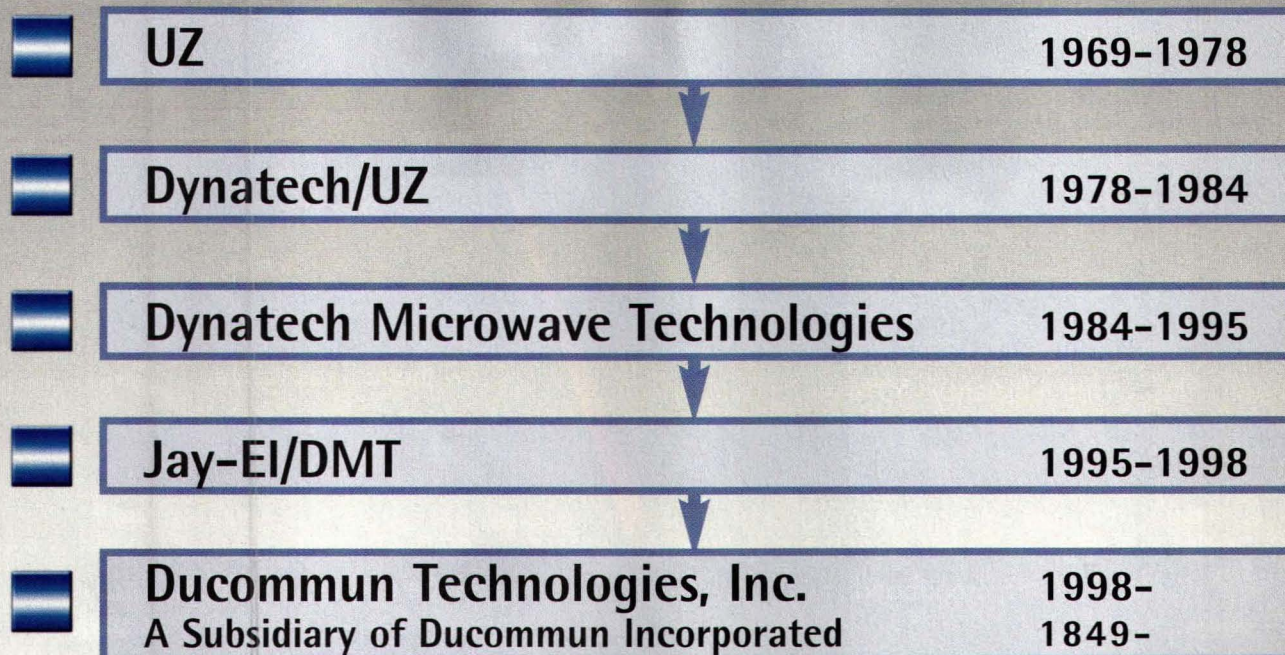 UZ 1969-1978
Dynatech/UZ 1978-1984
Dynatech Microwave Technologies 1984-1995
Jay-El/DMT 1995-1998
Ducommun Technologies, Inc. 1998-
A Subsidiary of Ducommun Incorporated 1849-